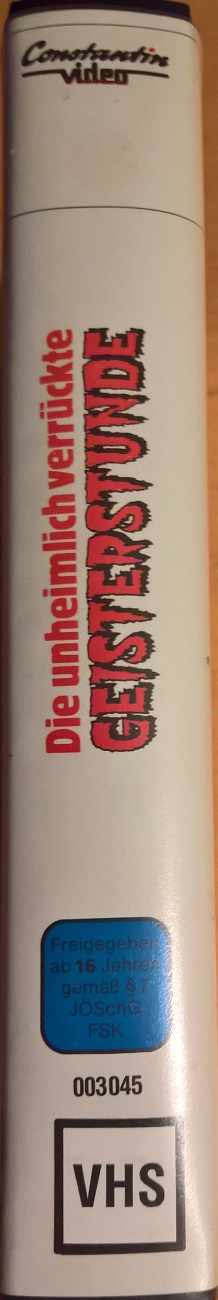 Constantin
video
Die unheimlich verrückte
GEISTERSTUNDE
Freigegeben
ab 16 Jahren
gemäß § 7
JÖSchG
FSK
003045
VHS